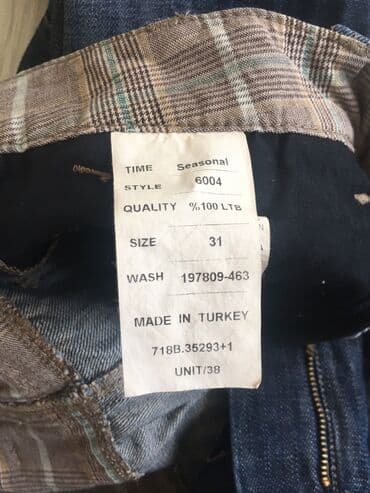 TIME Seasonal
STYLE 6004
QUALITY %100 LTB
SIZE 31
WASH 197809-463
MADE IN TURKEY
718B.35293+1
UNIT/38